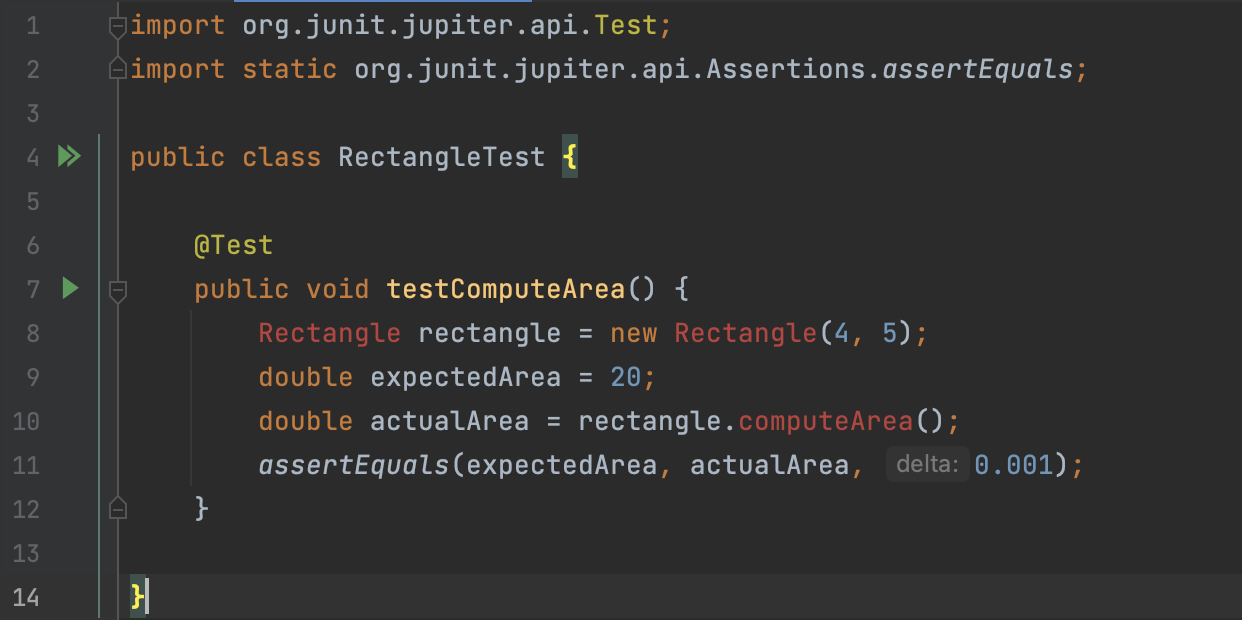 1 import org.junit.jupiter.api.Test;
2 import static org.junit.jupiter.api.Assertions.assertEquals;
3
4 public class RectangleTest {
5
6 @Test
7 public void testComputeArea() {
8 Rectangle rectangle = new Rectangle(4, 5);
9 double expectedArea = 20;
10 double actualArea = rectangle.computeArea();
11 assertEquals(expectedArea, actualArea, delta: 0.001);
12 }
13
14 }